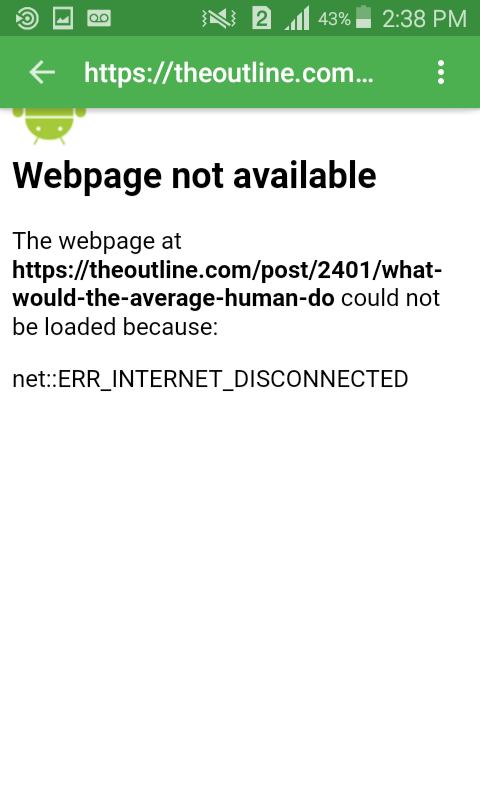 2 43% 2:38 PM
https://theoutline.com...
Webpage not available
The webpage at
https://theoutline.com/post/2401/what-
would-the-average-human-do could not
be loaded because:
net::ERR_INTERNET_DISCONNECTED